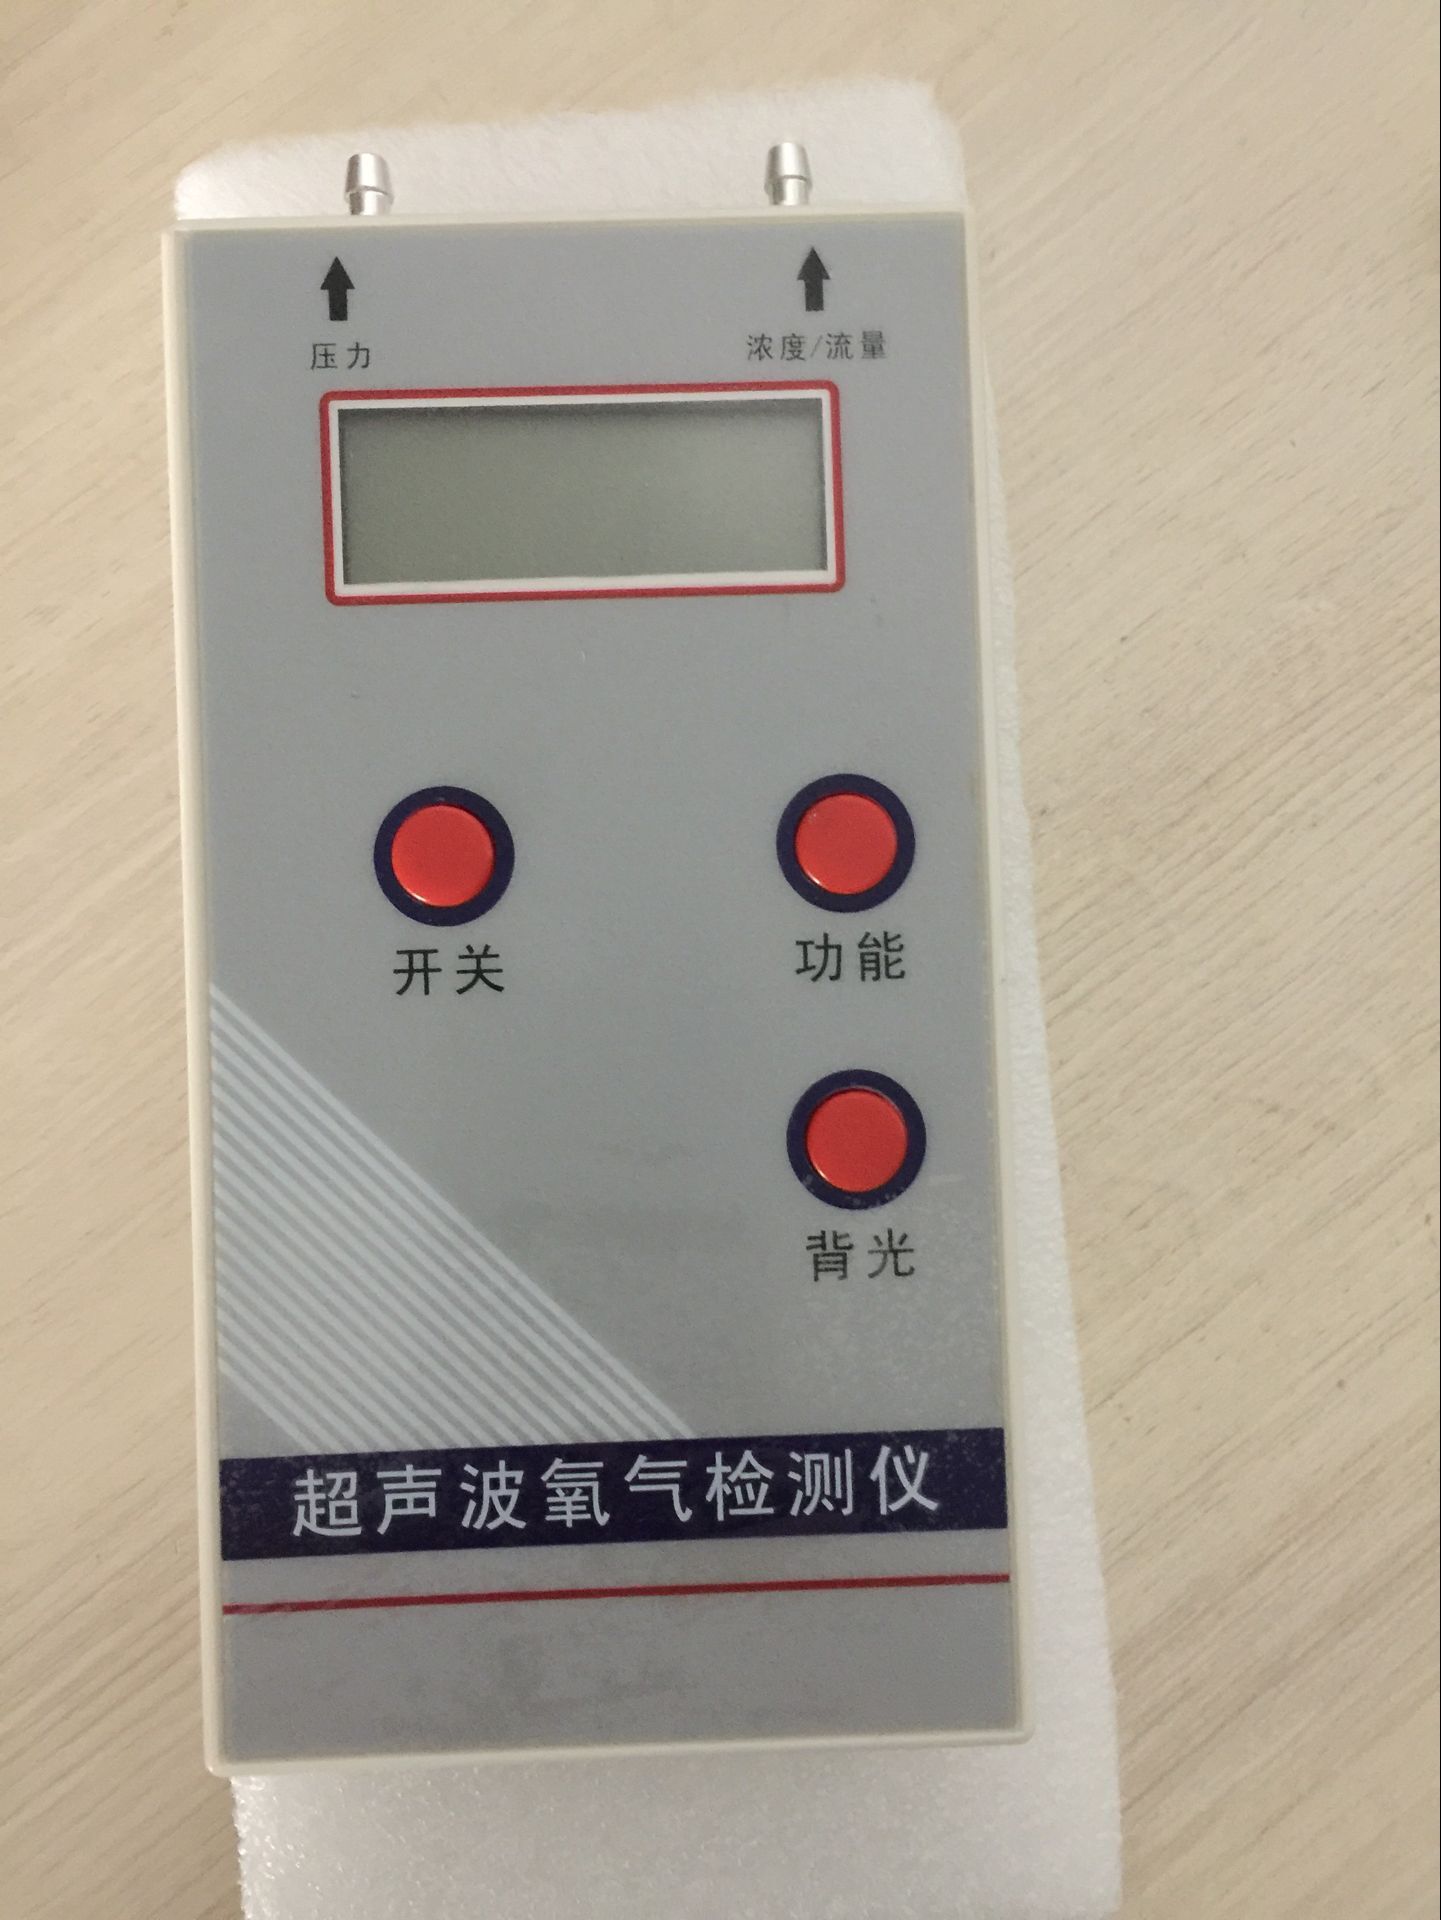 压力
浓度/流量
开关
功能
背光
超声波氧气检测仪